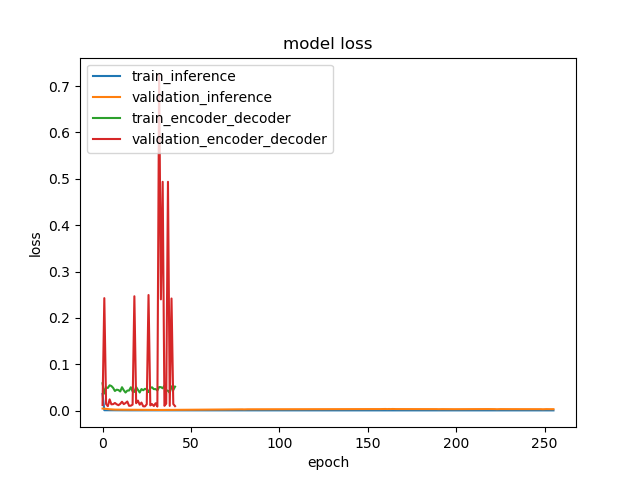 model loss
train_inference
validation_inference
train_encoder_decoder
validation_encoder_decoder
0.7
0.6
0.5
0.4
0.3
0.2
0.1
0.0
loss
0
50
100
150
200
250
epoch